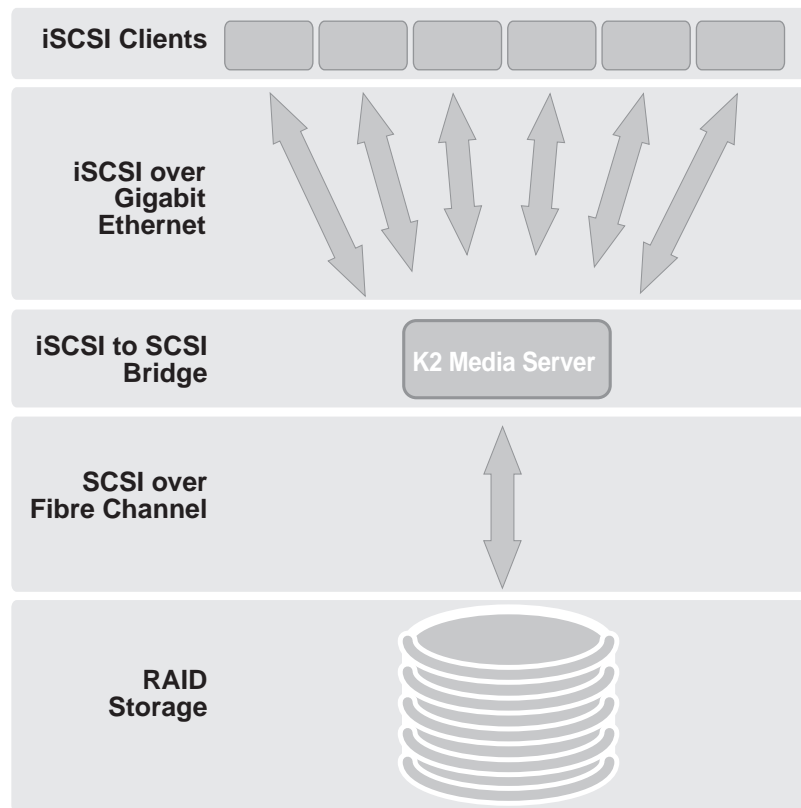 iSCSI Clients
iSCSI over
Gigabit
Ethernet
iSCSI to SCSI
Bridge
K2 Media Server
SCSI over
Fibre Channel
RAID
Storage